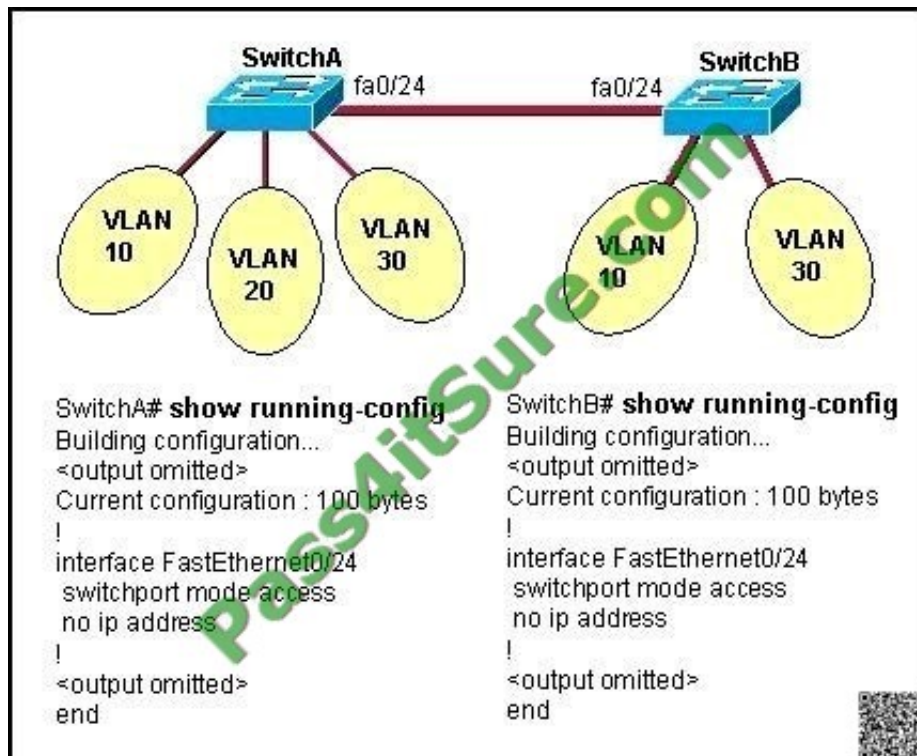 SwitchA
SwitchB
fa0/24
fa0/24
VLAN
10
VLAN
20
VLAN
30
VLAN
10
VLAN
30
Pass4itSure.com
SwitchA# show running-config
Building configuration...
<output omitted>
Current configuration : 100 bytes
!
interface FastEthernet0/24
switchport mode access
no ip address
!
<output omitted>
end
SwitchB# show running-config
Building configuration...
<output omitted>
Current configuration : 100 bytes
!
interface FastEthernet0/24
switchport mode access
no ip address
!
<output omitted>
end